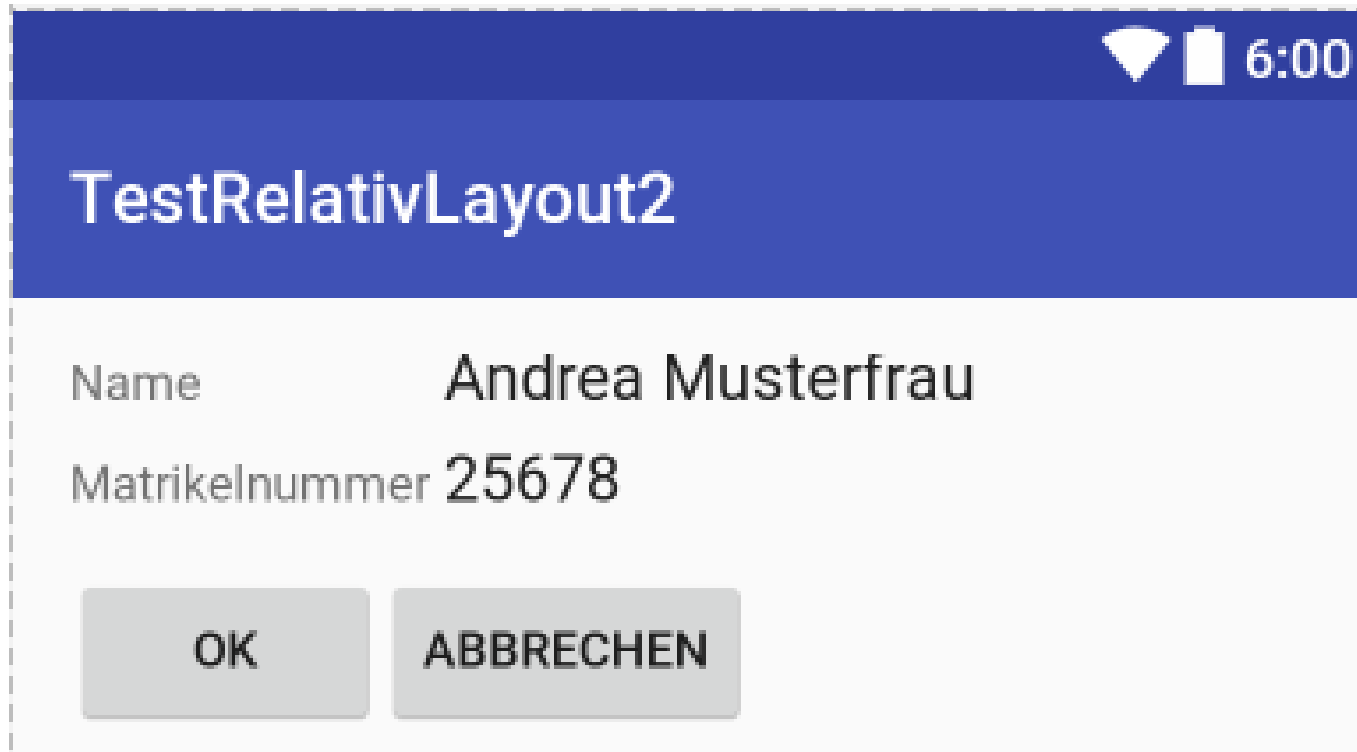 6:00
TestRelativLayout2
Name Andrea Musterfrau
Matrikelnummer 25678
OK ABBRECHEN